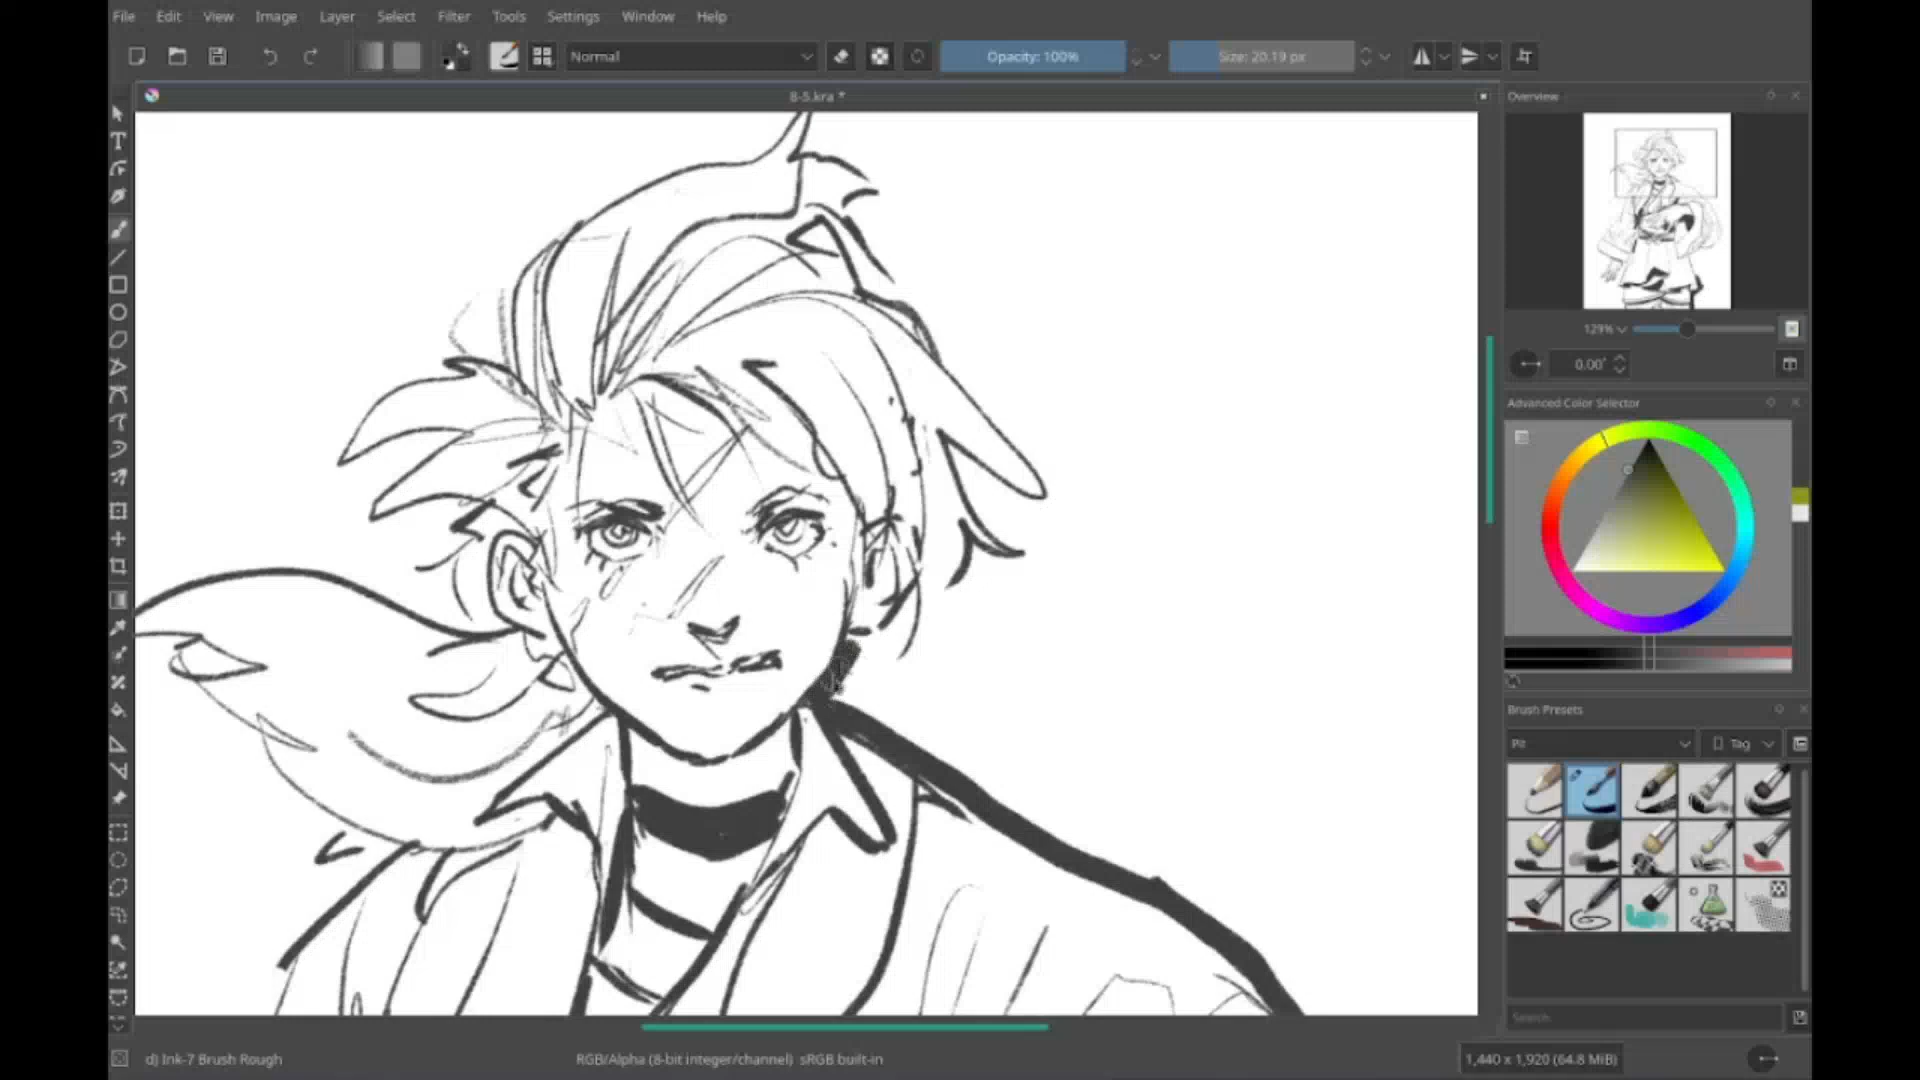 File Edit View Image Layer Select Filter Tools Settings Window Help
Normal Opacity: 100% Size: 20.19 px
8-5.kra *
Overview
129%
0.00°
Advanced Color Selector
Brush Presets
Tag
Search
d) Ink-7 Brush Rough RGB/Alpha (8-bit integer/channel) sRGB built-in 1,440 x 1,920 (64.8 MiB)